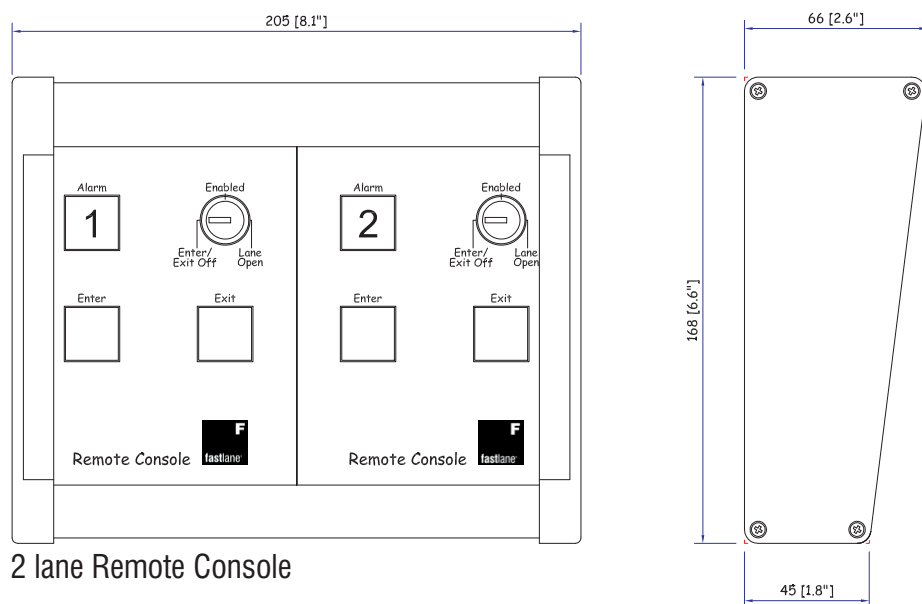 205 [8.1"]
66 [2.6"]
Alarm
1
Enabled
Enter/
Exit Off
Lane
Open
Enter
Exit
Remote Console
F
fastlane
Alarm
2
Enabled
Enter/
Exit Off
Lane
Open
Enter
Exit
Remote Console
F
fastlane
168 [6.6"]
45 [1.8"]
2 lane Remote Console